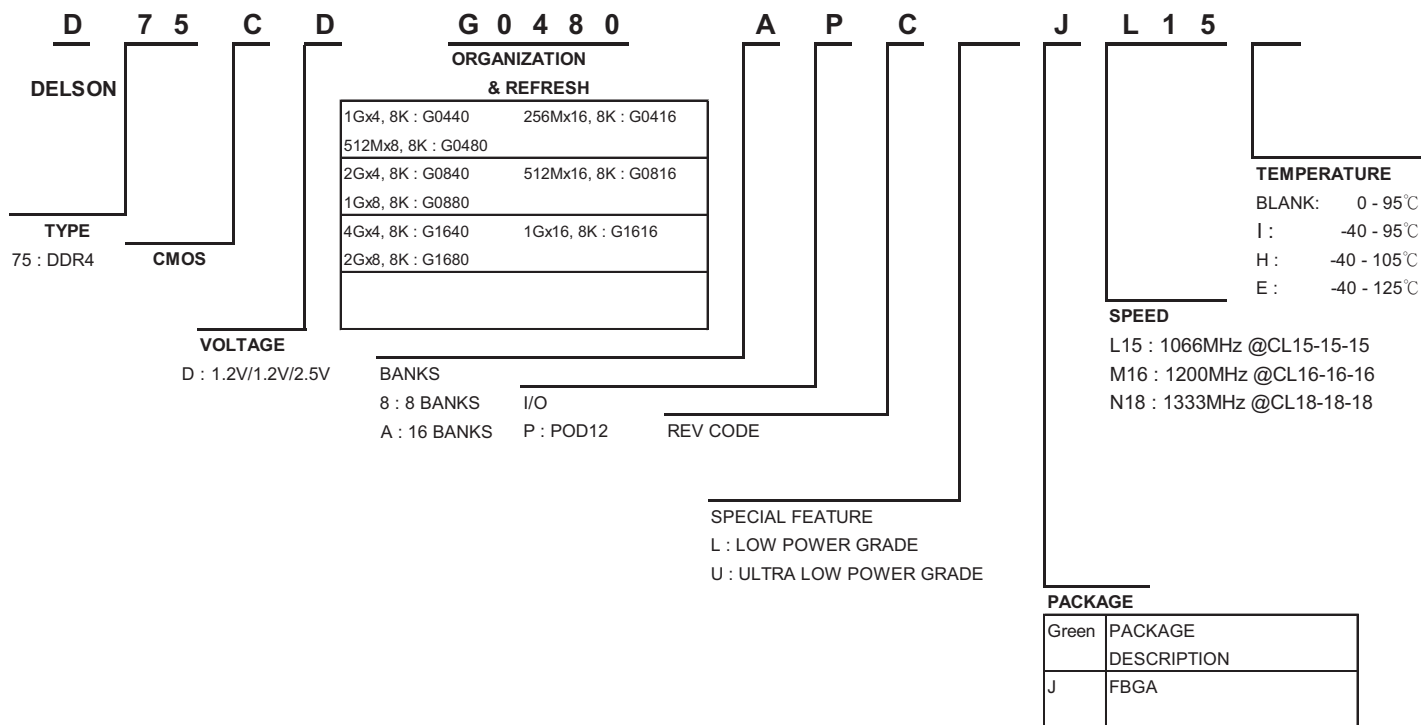 D 7 5 C D G 0 4 8 0 A P C J L 1 5
DELSON
ORGANIZATION
& REFRESH
1Gx4, 8K : G0440 256Mx16, 8K : G0416
512Mx8, 8K : G0480
2Gx4, 8K : G0840 512Mx16, 8K : G0816
1Gx8, 8K : G0880
4Gx4, 8K : G1640 1Gx16, 8K : G1616
2Gx8, 8K : G1680
TYPE
75 : DDR4
CMOS
VOLTAGE
D : 1.2V/1.2V/2.5V
BANKS
8 : 8 BANKS
A : 16 BANKS
I/O
P : POD12
REV CODE
SPECIAL FEATURE
L : LOW POWER GRADE
U : ULTRA LOW POWER GRADE
PACKAGE
Green PACKAGE
DESCRIPTION
J FBGA
SPEED
L15 : 1066MHz @CL15-15-15
M16 : 1200MHz @CL16-16-16
N18 : 1333MHz @CL18-18-18
TEMPERATURE
BLANK: 0 - 95℃
I : -40 - 95℃
H : -40 - 105℃
E : -40 - 125℃